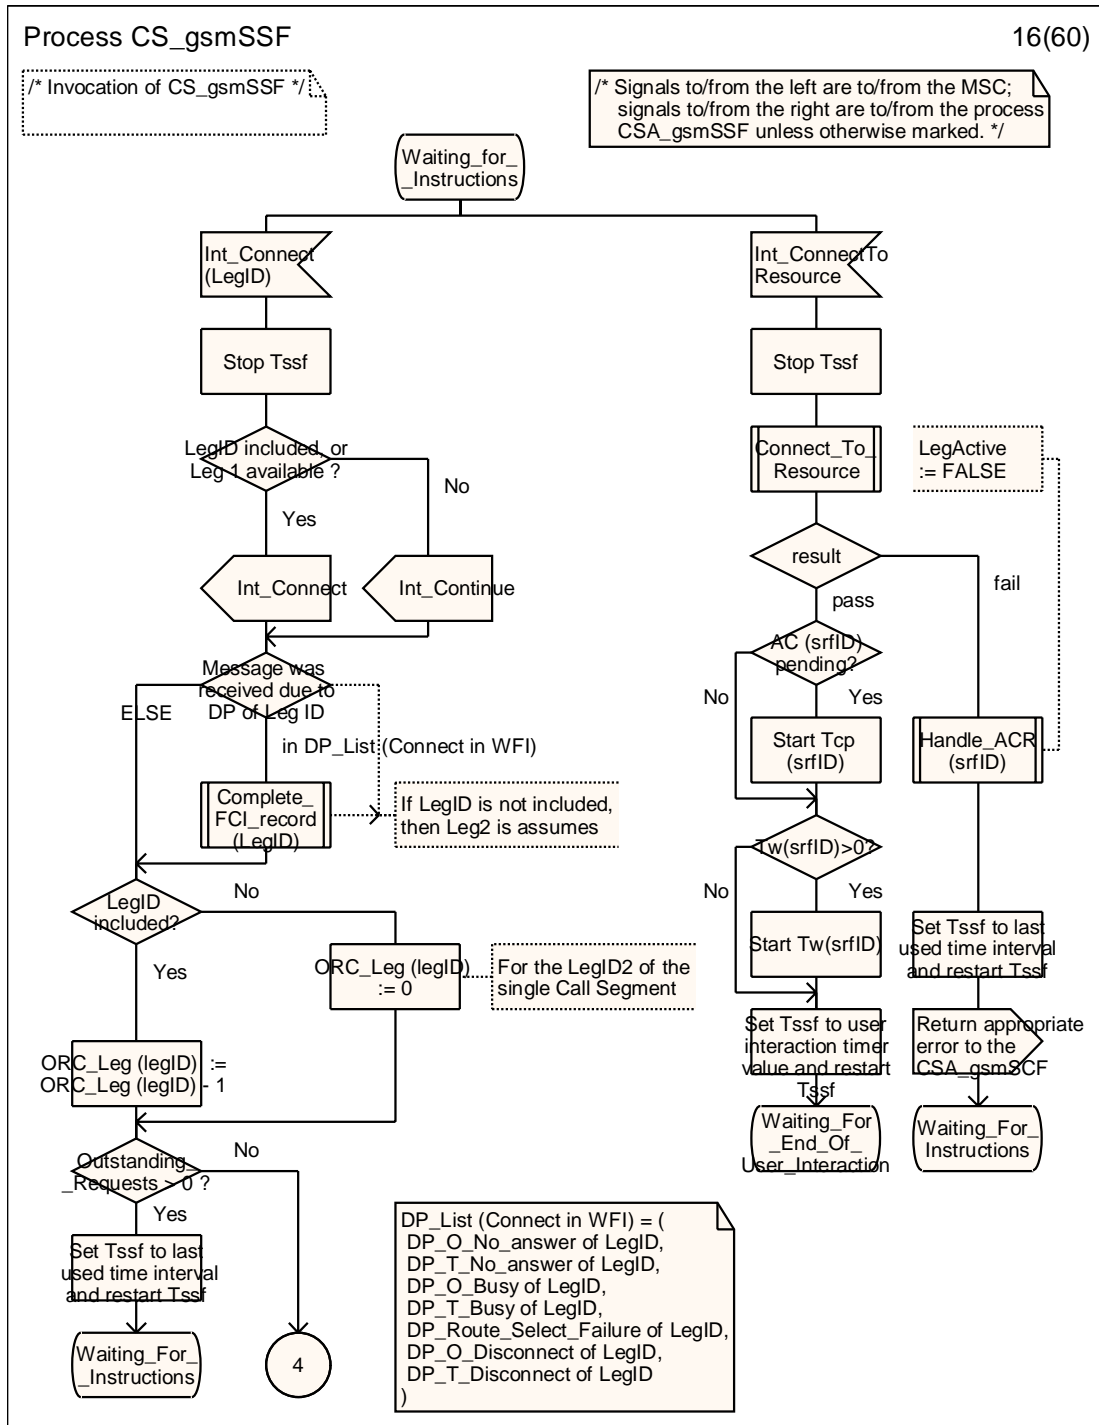 Process CS_gsmSSF
16(60)
/* Invocation of CS_gsmSSF */
/* Signals to/from the left are to/from the MSC;
signals to/from the right are to/from the process
CSA_gsmSSF unless otherwise marked. */
Waiting_for_
_Instructions
Int_Connect
(LegID)
Int_ConnectTo
Resource
Stop Tssf
Stop Tssf
LegID included, or
Leg 1 available ?
No
Yes
Connect_To_
Resource
LegActive
:= FALSE
Int_Connect
Int_Continue
result
fail
pass
Message was
received due to
DP of Leg ID
ELSE
in DP_List (Connect in WFI)
AC (srfID)
pending?
No
Yes
Complete_
FCI_record
(LegID)
If LegID is not included,
then Leg2 is assumes
Start Tcp
(srfID)
Handle_ACR
(srfID)
Tw(srfID)>0?
No
Yes
LegID
included?
No
Yes
ORC_Leg (legID)
:= 0
For the LegID2 of the
single Call Segment
Start Tw(srfID)
Set Tssf to last
used time interval
and restart Tssf
ORC_Leg (legID) :=
ORC_Leg (legID) - 1
Set Tssf to user
interaction timer
value and restart
Tssf
Return appropriate
error to the
CSA_gsmSCF
Outstanding_
_Requests > 0 ?
No
Yes
Waiting_For
_End_Of_
User_Interaction
Waiting_For_
Instructions
Set Tssf to last
used time interval
and restart Tssf
Waiting_For_
_Instructions
4
DP_List (Connect in WFI) = (
DP_O_No_answer of LegID,
DP_T_No_answer of LegID,
DP_O_Busy of LegID,
DP_T_Busy of LegID,
DP_Route_Select_Failure of LegID,
DP_O_Disconnect of LegID,
DP_T_Disconnect of LegID
)